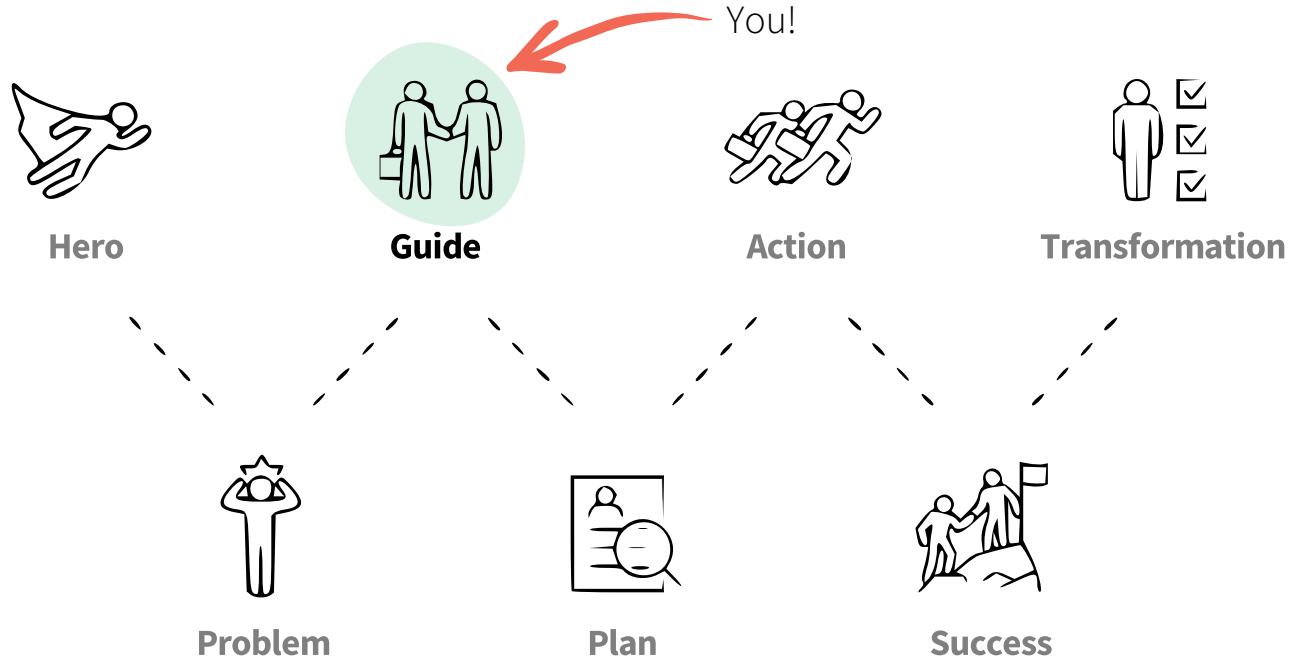 You!
Hero
Guide
Action
Transformation
Problem
Plan
Success